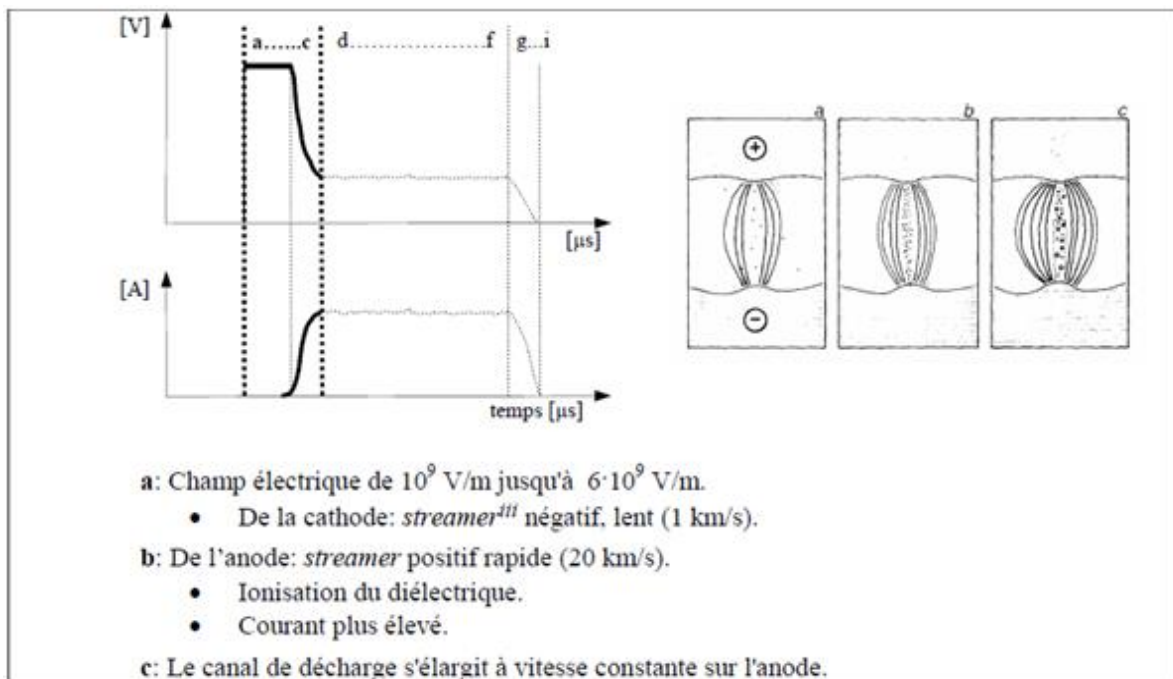 [V]
a......c
d..............................f
g...i
[µs]
[A]
temps [µs]
a
b
c
+
−
a: Champ électrique de 10⁹ V/m jusqu'à 6·10⁹ V/m.
• De la cathode: streamerⁱⁱⁱ négatif, lent (1 km/s).
b: De l'anode: streamer positif rapide (20 km/s).
• Ionisation du diélectrique.
• Courant plus élevé.
c: Le canal de décharge s'élargit à vitesse constante sur l'anode.